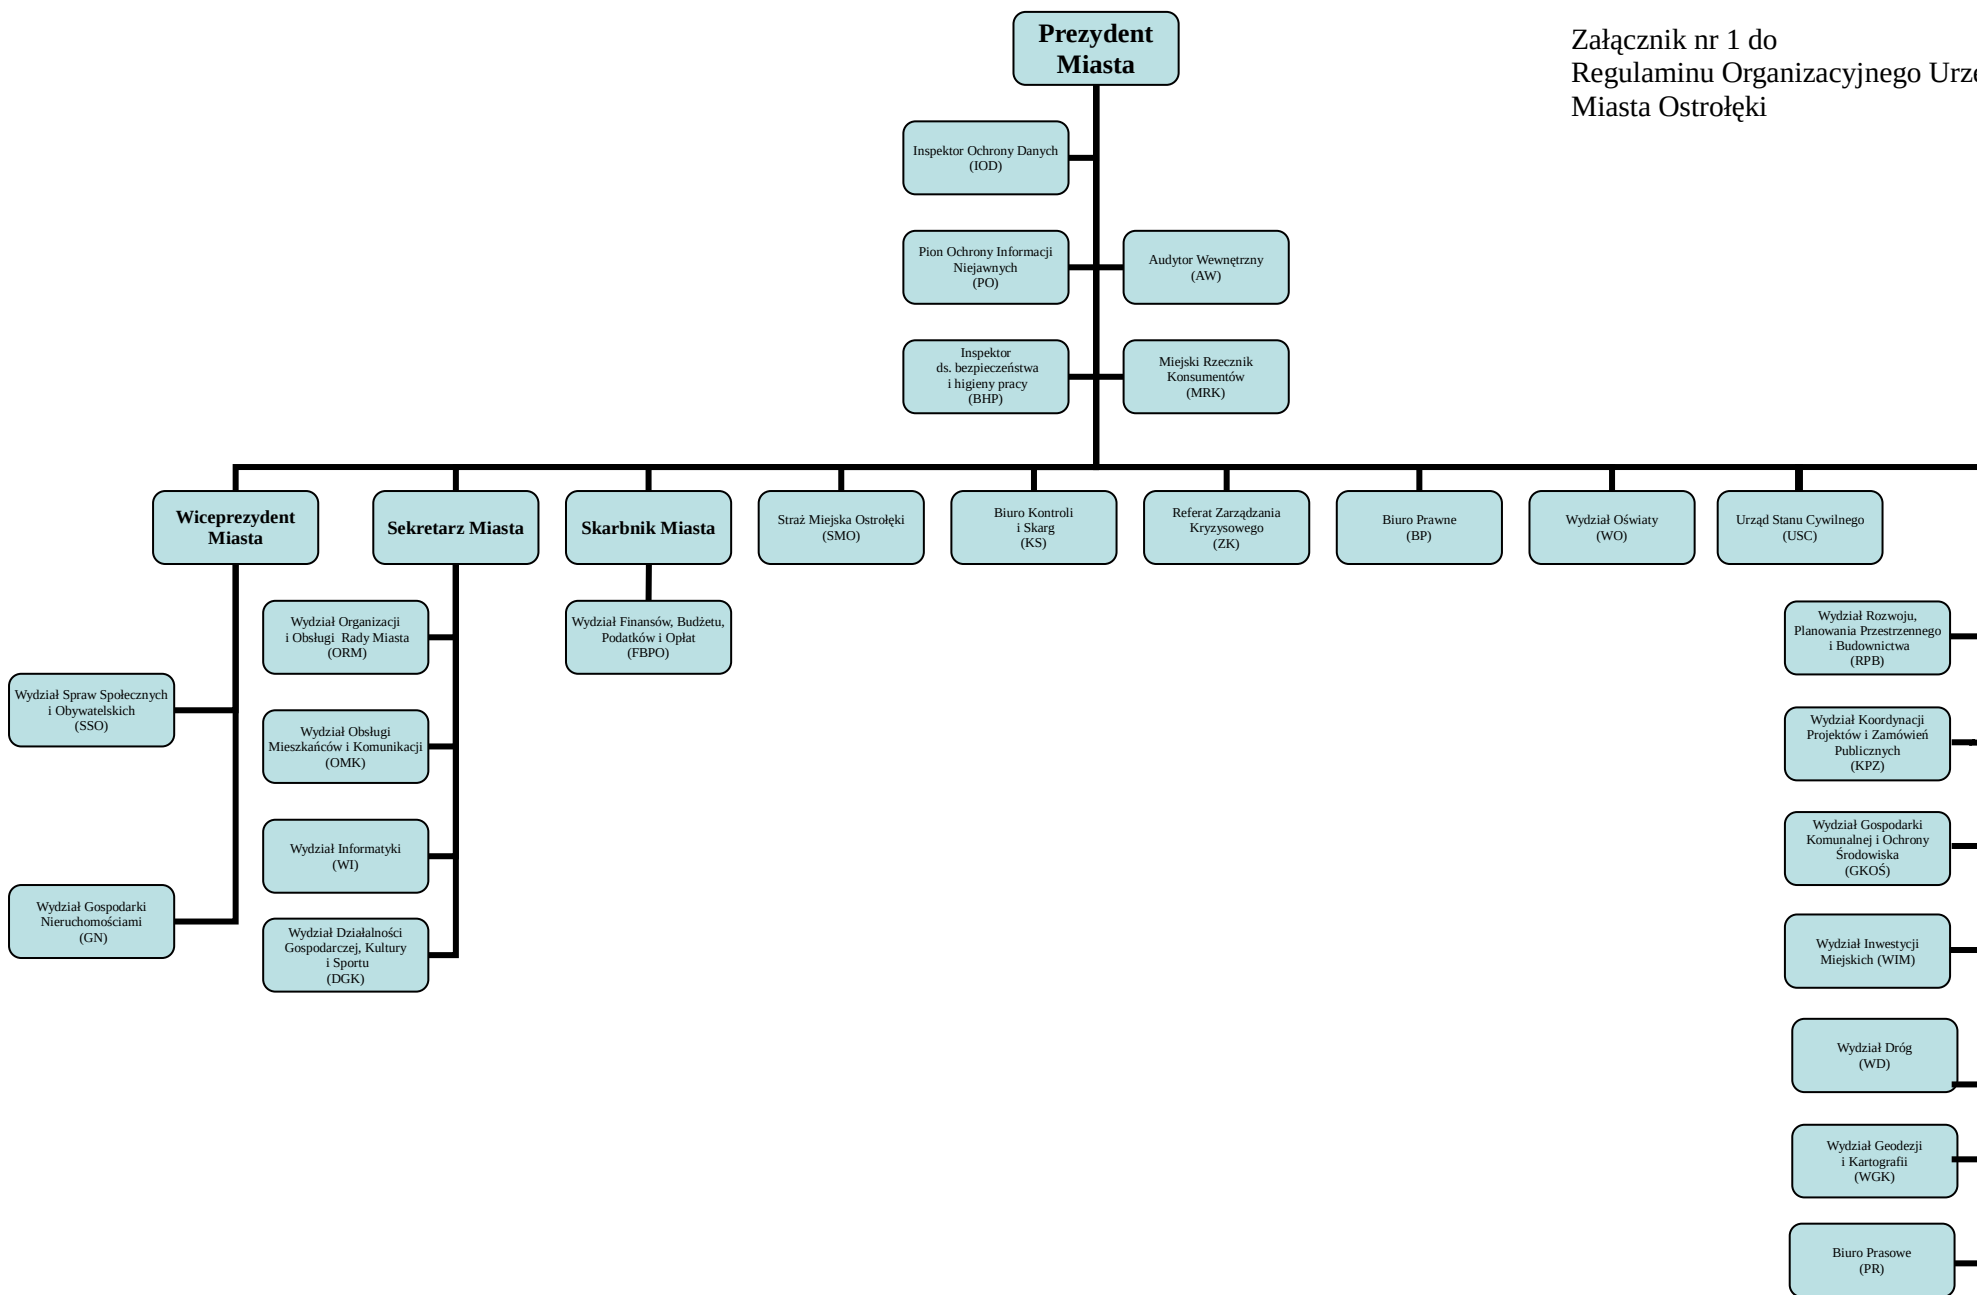 Prezydent
Miasta
Załącznik nr 1 do
Regulaminu Organizacyjnego
Miasta Ostrołęki
Inspektor Ochrony Danych
(IOD)
Pion Ochrony Informacji
Niejawnych
(PO)
Audytor Wewnętrzny
(AW)
Inspektor
ds. bezpieczeństwa
i higieny pracy
(BHP)
Miejski Rzecznik
Konsumentów
(MRK)
Wiceprezydent
Miasta
Sekretarz Miasta
Skarbnik Miasta
Straż Miejska Ostrołęki
(SMO)
Biuro Kontroli
i Skarg
(KS)
Referat Zarządzania
Kryzysowego
(ZK)
Biuro Prawne
(BP)
Wydział Oświaty
(WO)
Urząd Stanu Cywilnego
(USC)
Wydział Organizacji
i Obsługi Rady Miasta
(ORM)
Wydział Finansów, Budżetu,
Podatków i Opłat
(FBPO)
Wydział Rozwoju,
Planowania Przestrzennego
i Budownictwa
(RPB)
Wydział Spraw Społecznych
i Obywatelskich
(SSO)
Wydział Obsługi
Mieszkańców i Komunikacji
(OMK)
Wydział Koordynacji
Projektów i Zamówień
Publicznych
(KPZ)
Wydział Informatyki
(WI)
Wydział Gospodarki
Komunalnej i Ochrony
Środowiska
(GKOŚ)
Wydział Gospodarki
Nieruchomościami
(GN)
Wydział Działalności
Gospodarczej, Kultury
i Sportu
(DGK)
Wydział Inwestycji
Miejskich (WIM)
Wydział Dróg
(WD)
Wydział Geodezji
i Kartografii
(WGK)
Biuro Prasowe
(PR)